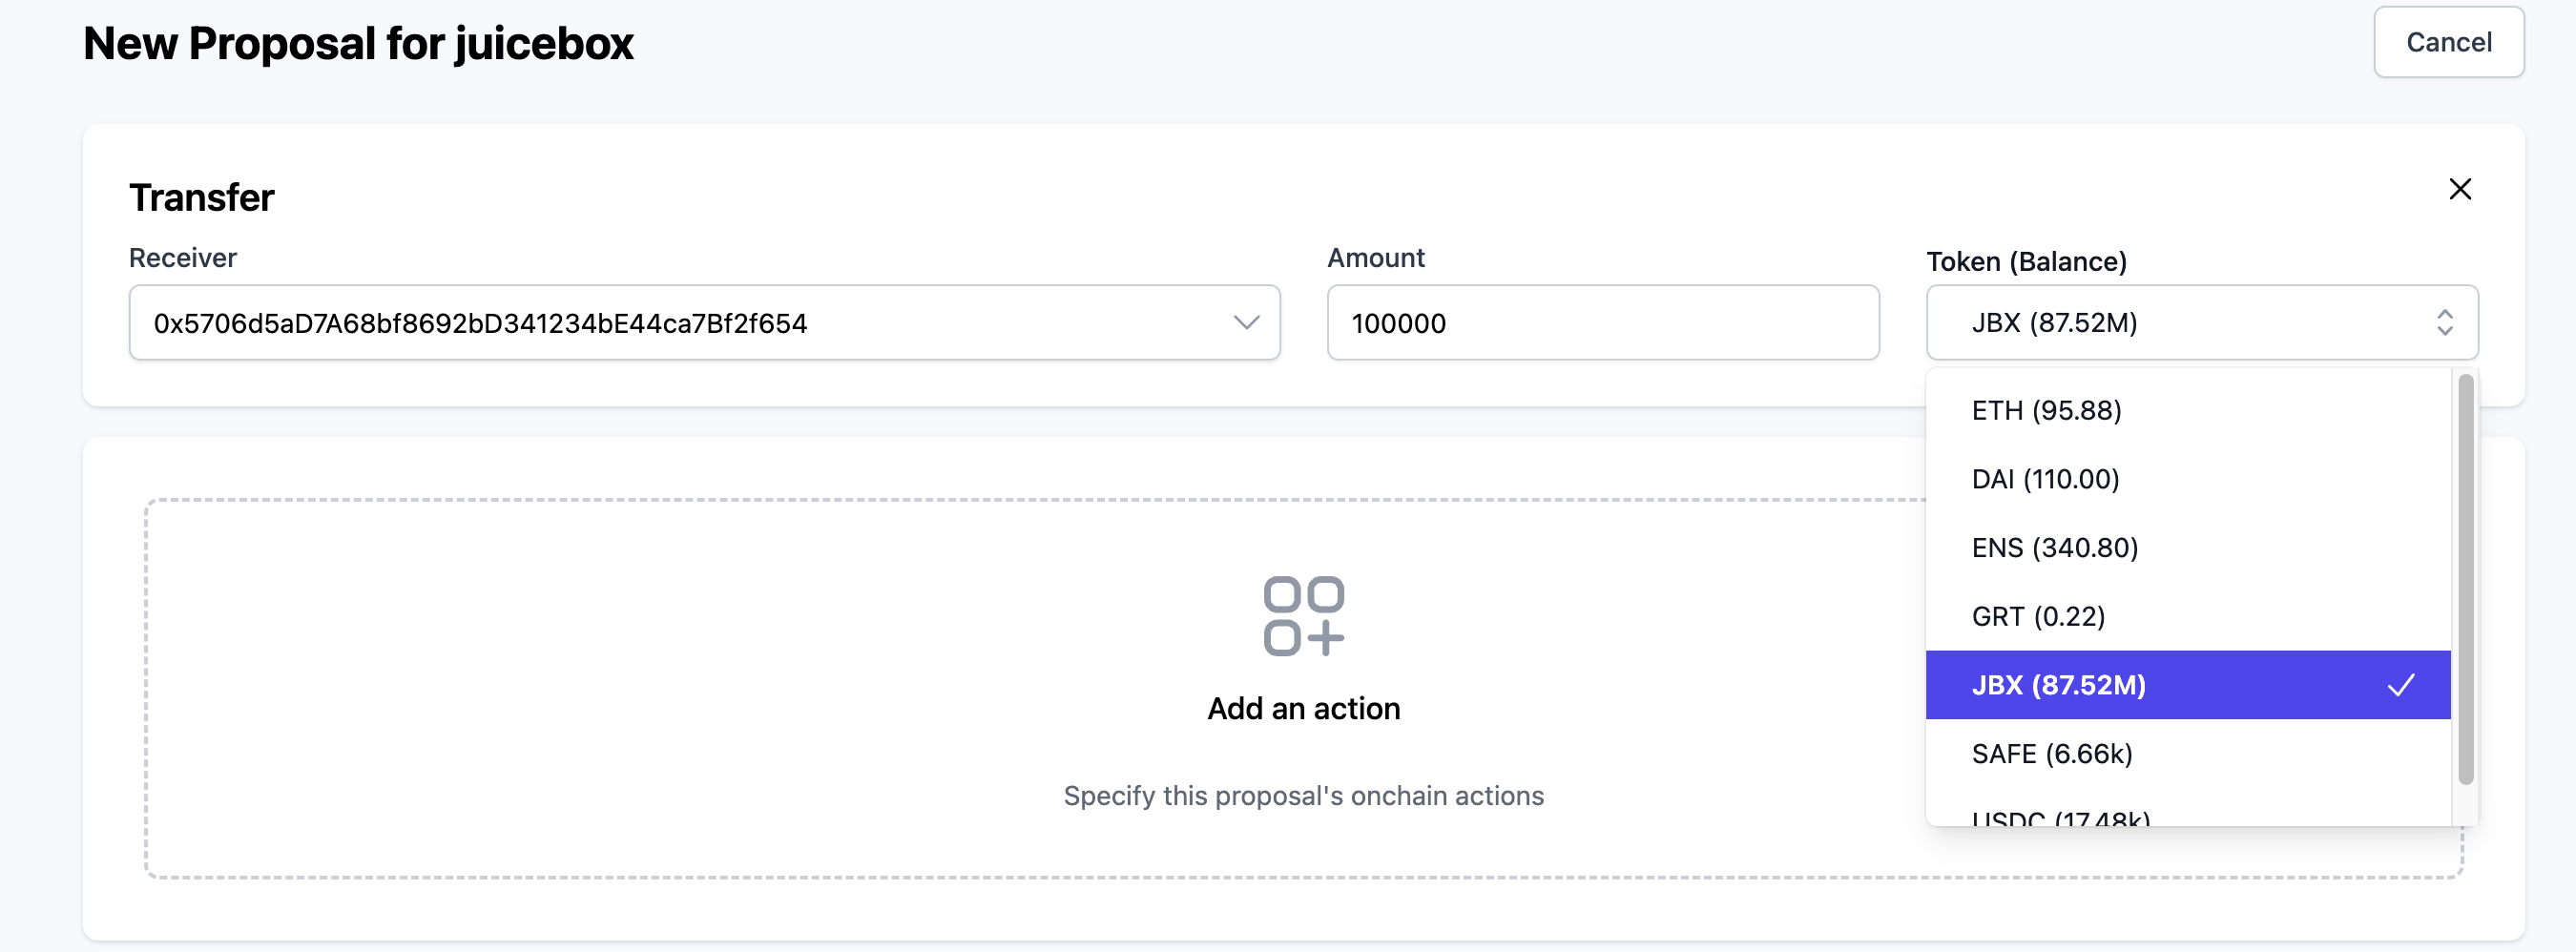 New Proposal for juicebox
Cancel
Transfer
Receiver
Amount
Token (Balance)
0x5706d5aD7A68bf8692bD341234bE44ca7Bf2f654
100000
JBX (87.52M)
ETH (95.88)
DAI (110.00)
ENS (340.80)
GRT (0.22)
JBX (87.52M)
SAFE (6.66k)
USDC (17.48k)
Add an action
Specify this proposal's onchain actions